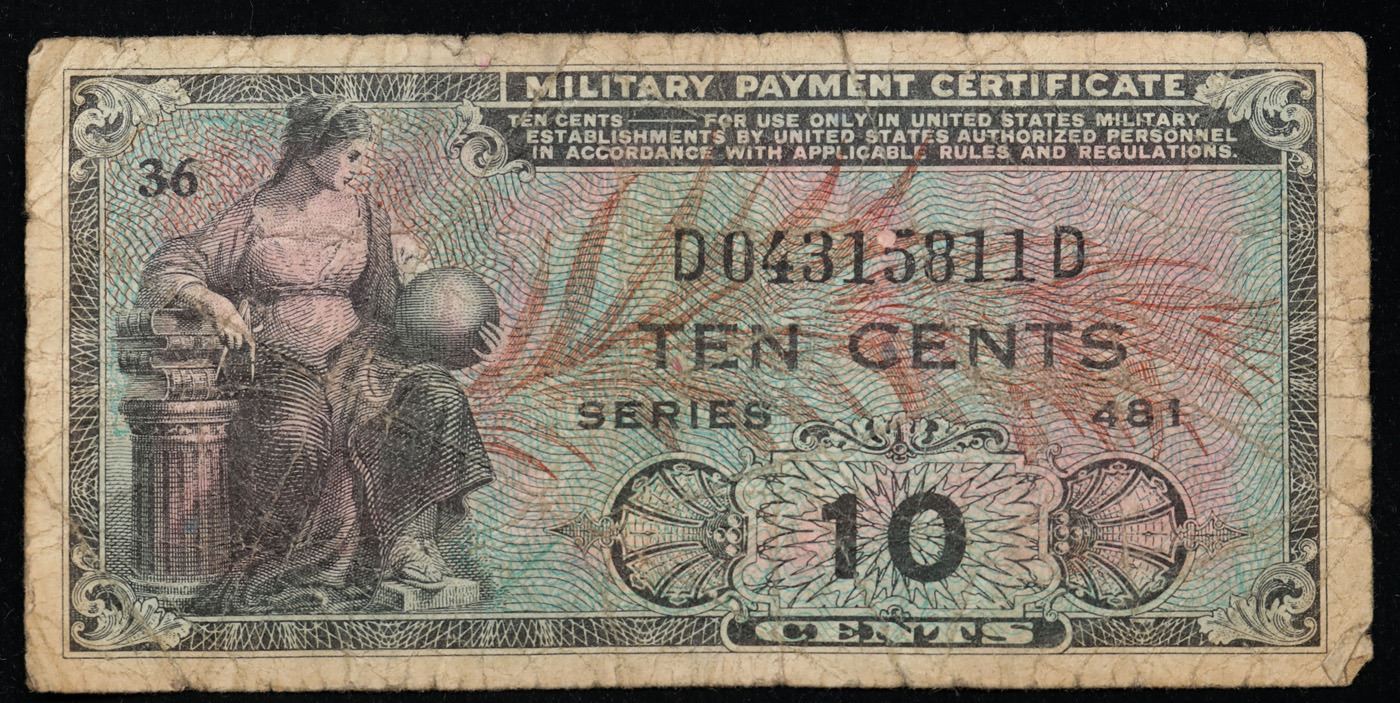 MILITARY PAYMENT CERTIFICATE
TEN CENTS —— FOR USE ONLY IN UNITED STATES MILITARY
ESTABLISHMENTS BY UNITED STATES AUTHORIZED PERSONNEL
IN ACCORDANCE WITH APPLICABLE RULES AND REGULATIONS.
36
D04315811D
TEN CENTS
SERIES 481
10
CENTS